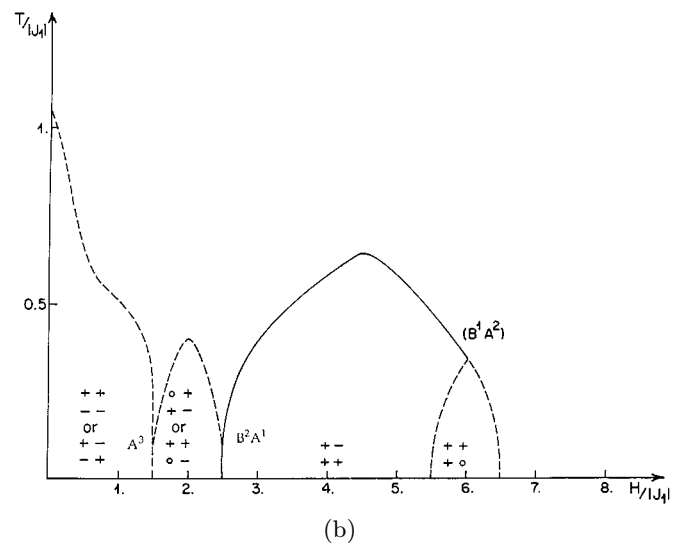 T/|J₁|
1.
(B¹A²)
0.5
+ +
− −
or
+ −
− +
A³
o +
+ −
or
+ +
o −
B²A¹
+ −
+ +
+ +
+ o
1. 2. 3. 4. 5. 6. 7. 8. H/|J₁|
(b)